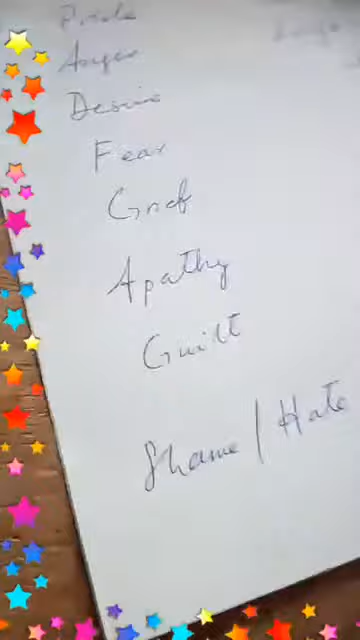 Pride
Anger
Desire
Fear
Grief
Apathy
Guilt
Shame / Hate